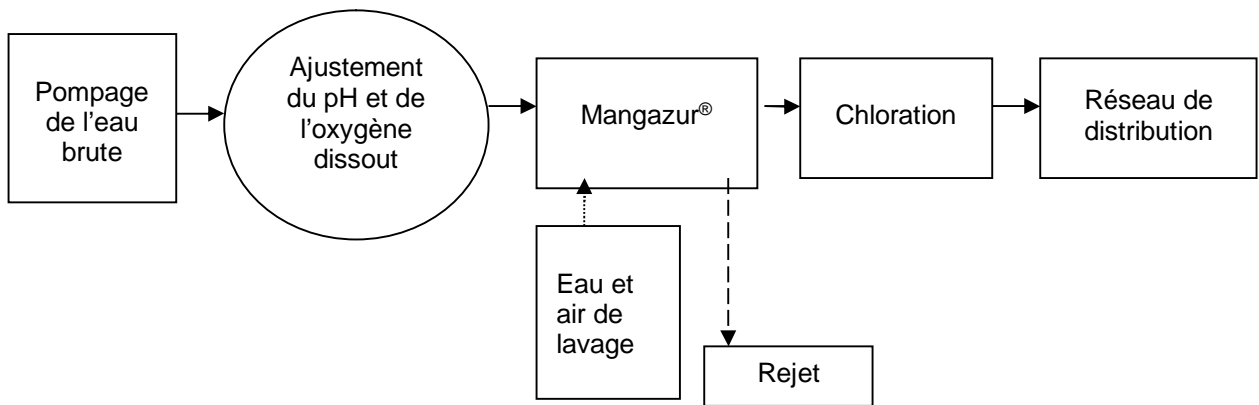 Pompage
de l'eau
brute
Ajustement
du pH et de
l'oxygène
dissout
Mangazur®
Chloration
Réseau de
distribution
Eau et
air de
lavage
Rejet